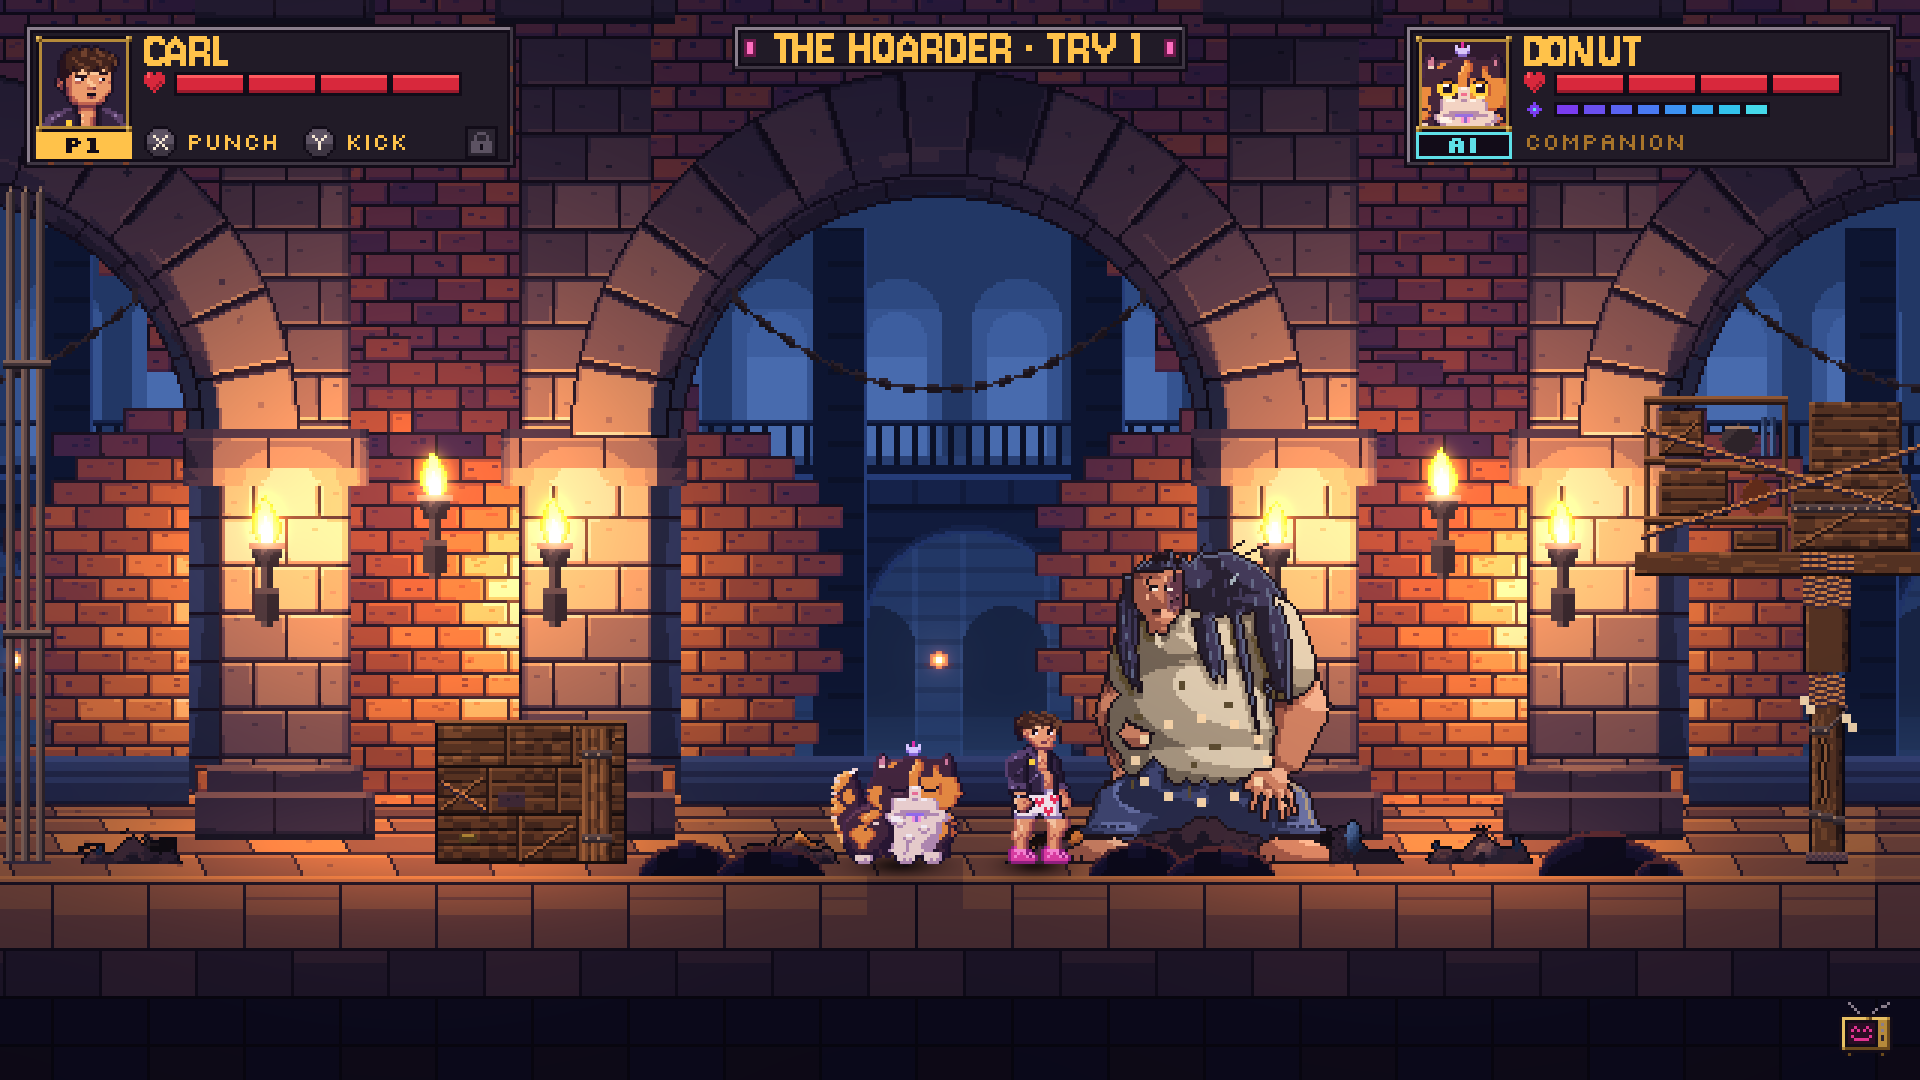 CARL
P1
X PUNCH Y KICK
THE HOARDER · TRY 1
DONUT
AI
COMPANION